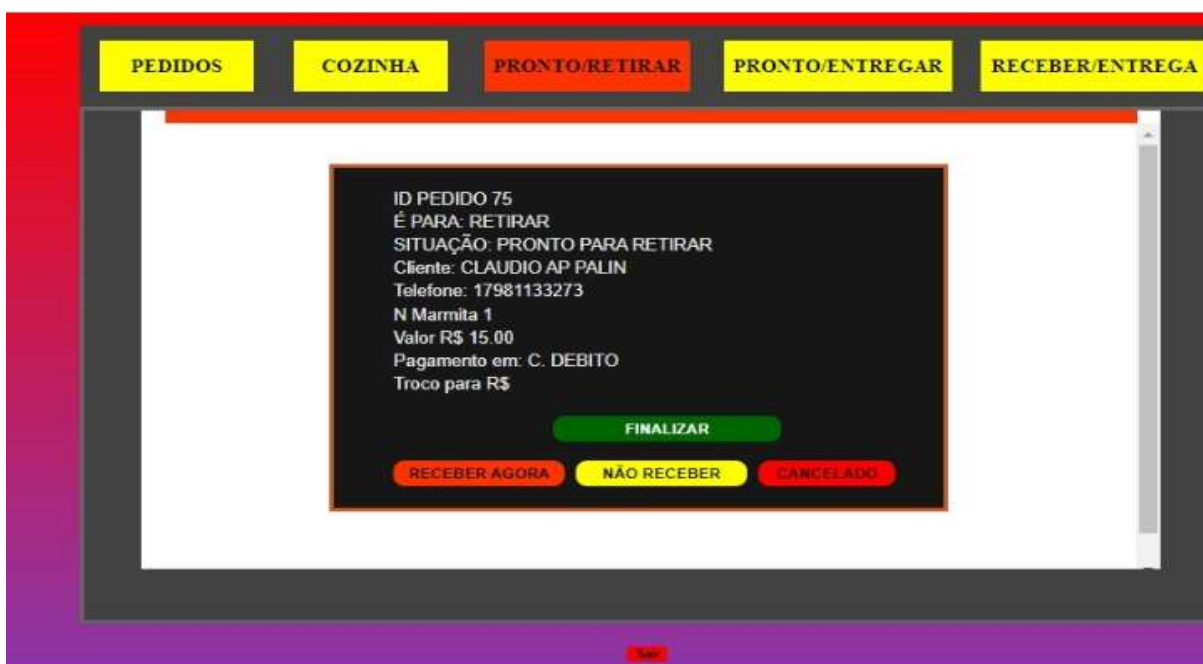 PEDIDOS
COZINHA
PRONTO/RETIRAR
PRONTO/ENTREGAR
RECEBER/ENTREGA
ID PEDIDO 75
É PARA: RETIRAR
SITUAÇÃO: PRONTO PARA RETIRAR
Cliente: CLAUDIO AP PALIN
Telefone: 17981133273
N Marmita 1
Valor R$ 15.00
Pagamento em: C. DEBITO
Troco para R$
FINALIZAR
RECEBER AGORA
NÃO RECEBER
CANCELADO
Sair